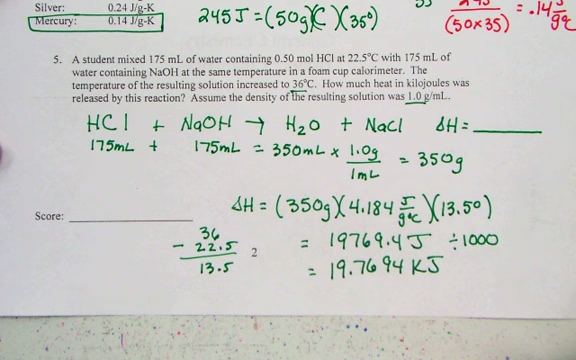 Silver: 0.24 J/g-K
Mercury: 0.14 J/g-K
245J = (50g)(C)(35°)
(50x35)
= .14 J/g°c
5. A student mixed 175 mL of water containing 0.50 mol HCl at 22.5°C with 175 mL of
water containing NaOH at the same temperature in a foam cup calorimeter. The
temperature of the resulting solution increased to 36°C. How much heat in kilojoules was
released by this reaction? Assume the density of the resulting solution was 1.0 g/mL.
HCl + NaOH → H2O + NaCl ΔH= ______
175mL + 175mL = 350mL x 1.0g/1mL = 350g
ΔH = (350g)(4.184 J/g°c)(13.5°)
Score: ______
36
- 22.5
13.5
= 19769.4J ÷1000
= 19.7694 KJ
2